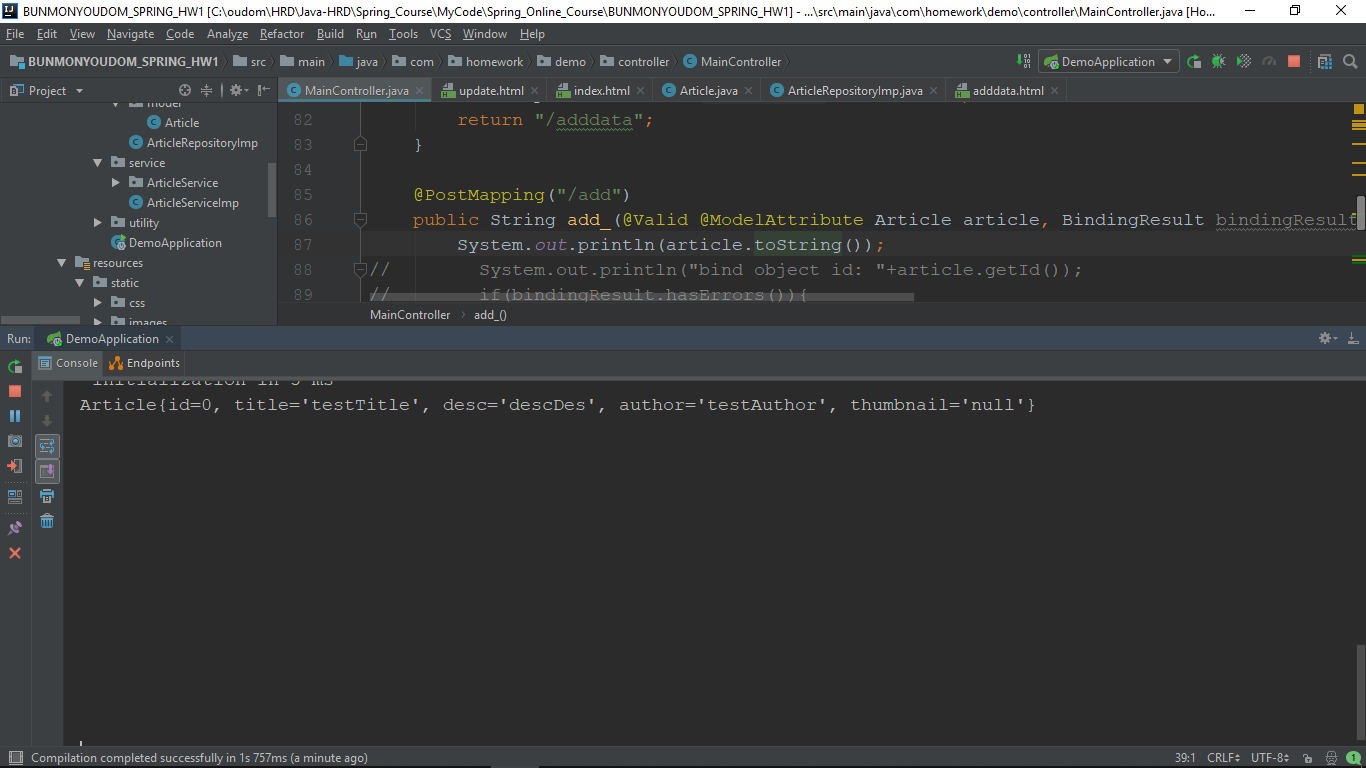 BUNMONYOUDOM_SPRING_HW1 [C:\oudom\HRD\Java-HRD\Spring_Course\MyCode\Spring_Online_Course\BUNMONYOUDOM_SPRING_HW1] - ...\src\main\java\com\homework\demo\controller\MainController.java [Ho...
File Edit View Navigate Code Analyze Refactor Build Run Tools VCS Window Help
BUNMONYOUDOM_SPRING_HW1 src main java com homework demo controller MainController DemoApplication
Project MainController.java update.html index.html Article.java ArticleRepositoryImp.java adddata.html
model
Article
ArticleRepositoryImp
service
ArticleService
ArticleServiceImp
utility
DemoApplication
resources
static
css
images
82 return "/adddata";
83 }
84
85 @PostMapping("/add")
86 public String add_(@Valid @ModelAttribute Article article, BindingResult bindingResult
87 System.out.println(article.toString());
88 // System.out.println("bind object id: "+article.getId());
89 // if(bindingResult.hasErrors()){
MainController > add_()
Run: DemoApplication
Console Endpoints
initialization in 5 ms
Article{id=0, title='testTitle', desc='descDes', author='testAuthor', thumbnail='null'}
Compilation completed successfully in 1s 757ms (a minute ago) 39:1 CRLF UTF-8 1